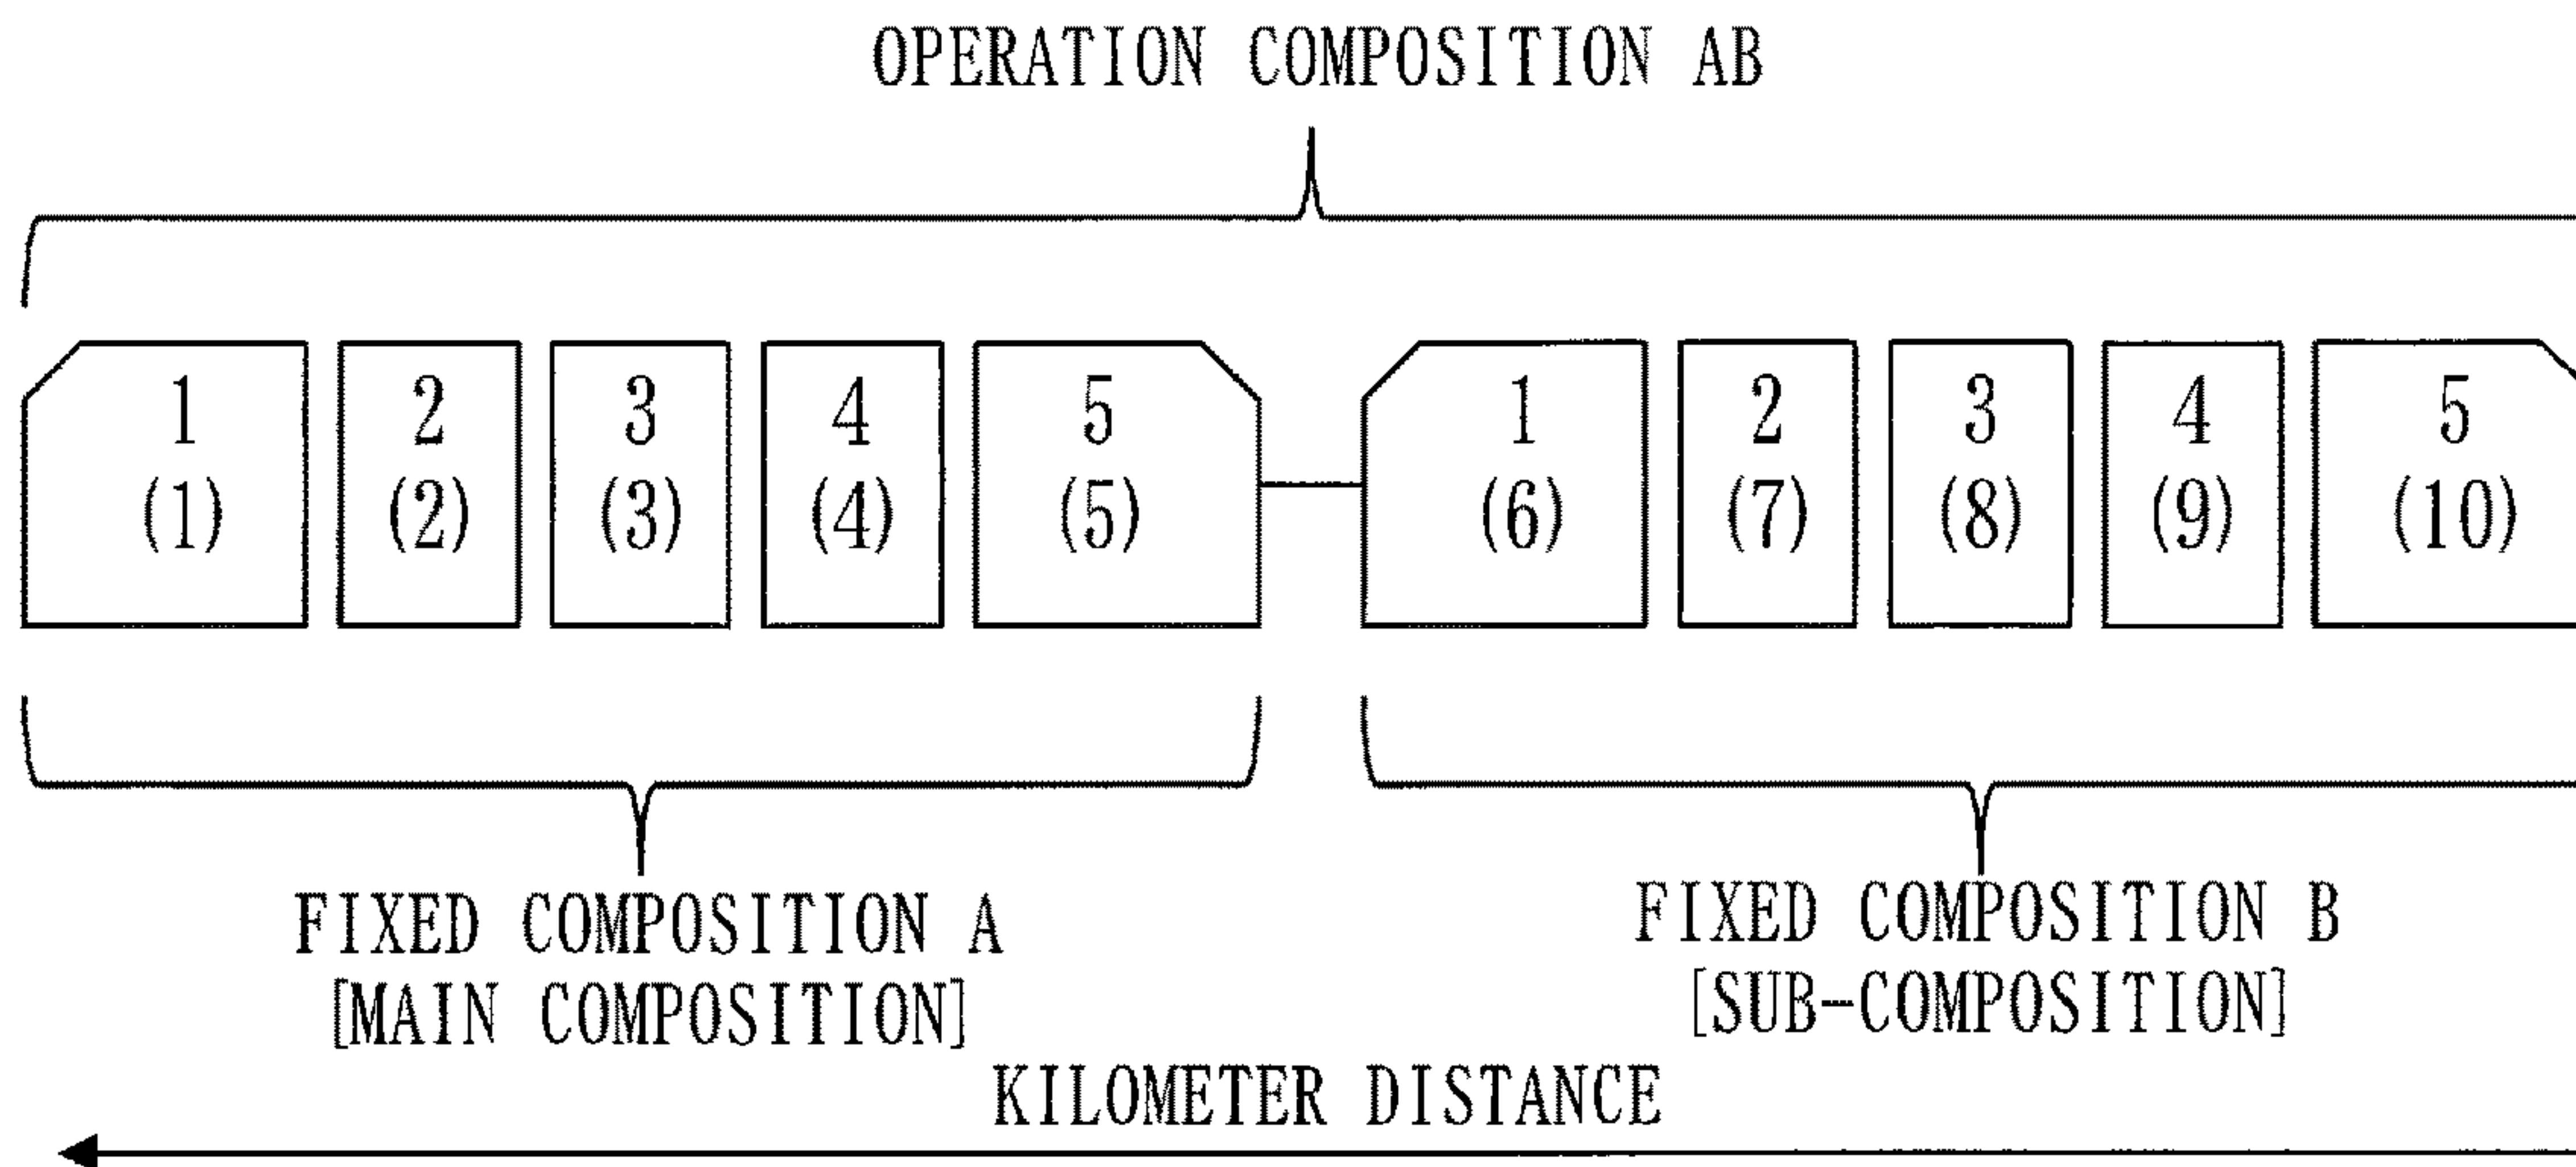 OPERATION COMPOSITION AB
1 2 3 4 5 1 2 3 4 5
(1) (2) (3) (4) (5) (6) (7) (8) (9) (10)
FIXED COMPOSITION A FIXED COMPOSITION B
[MAIN COMPOSITION] [SUB-COMPOSITION]
KILOMETER DISTANCE